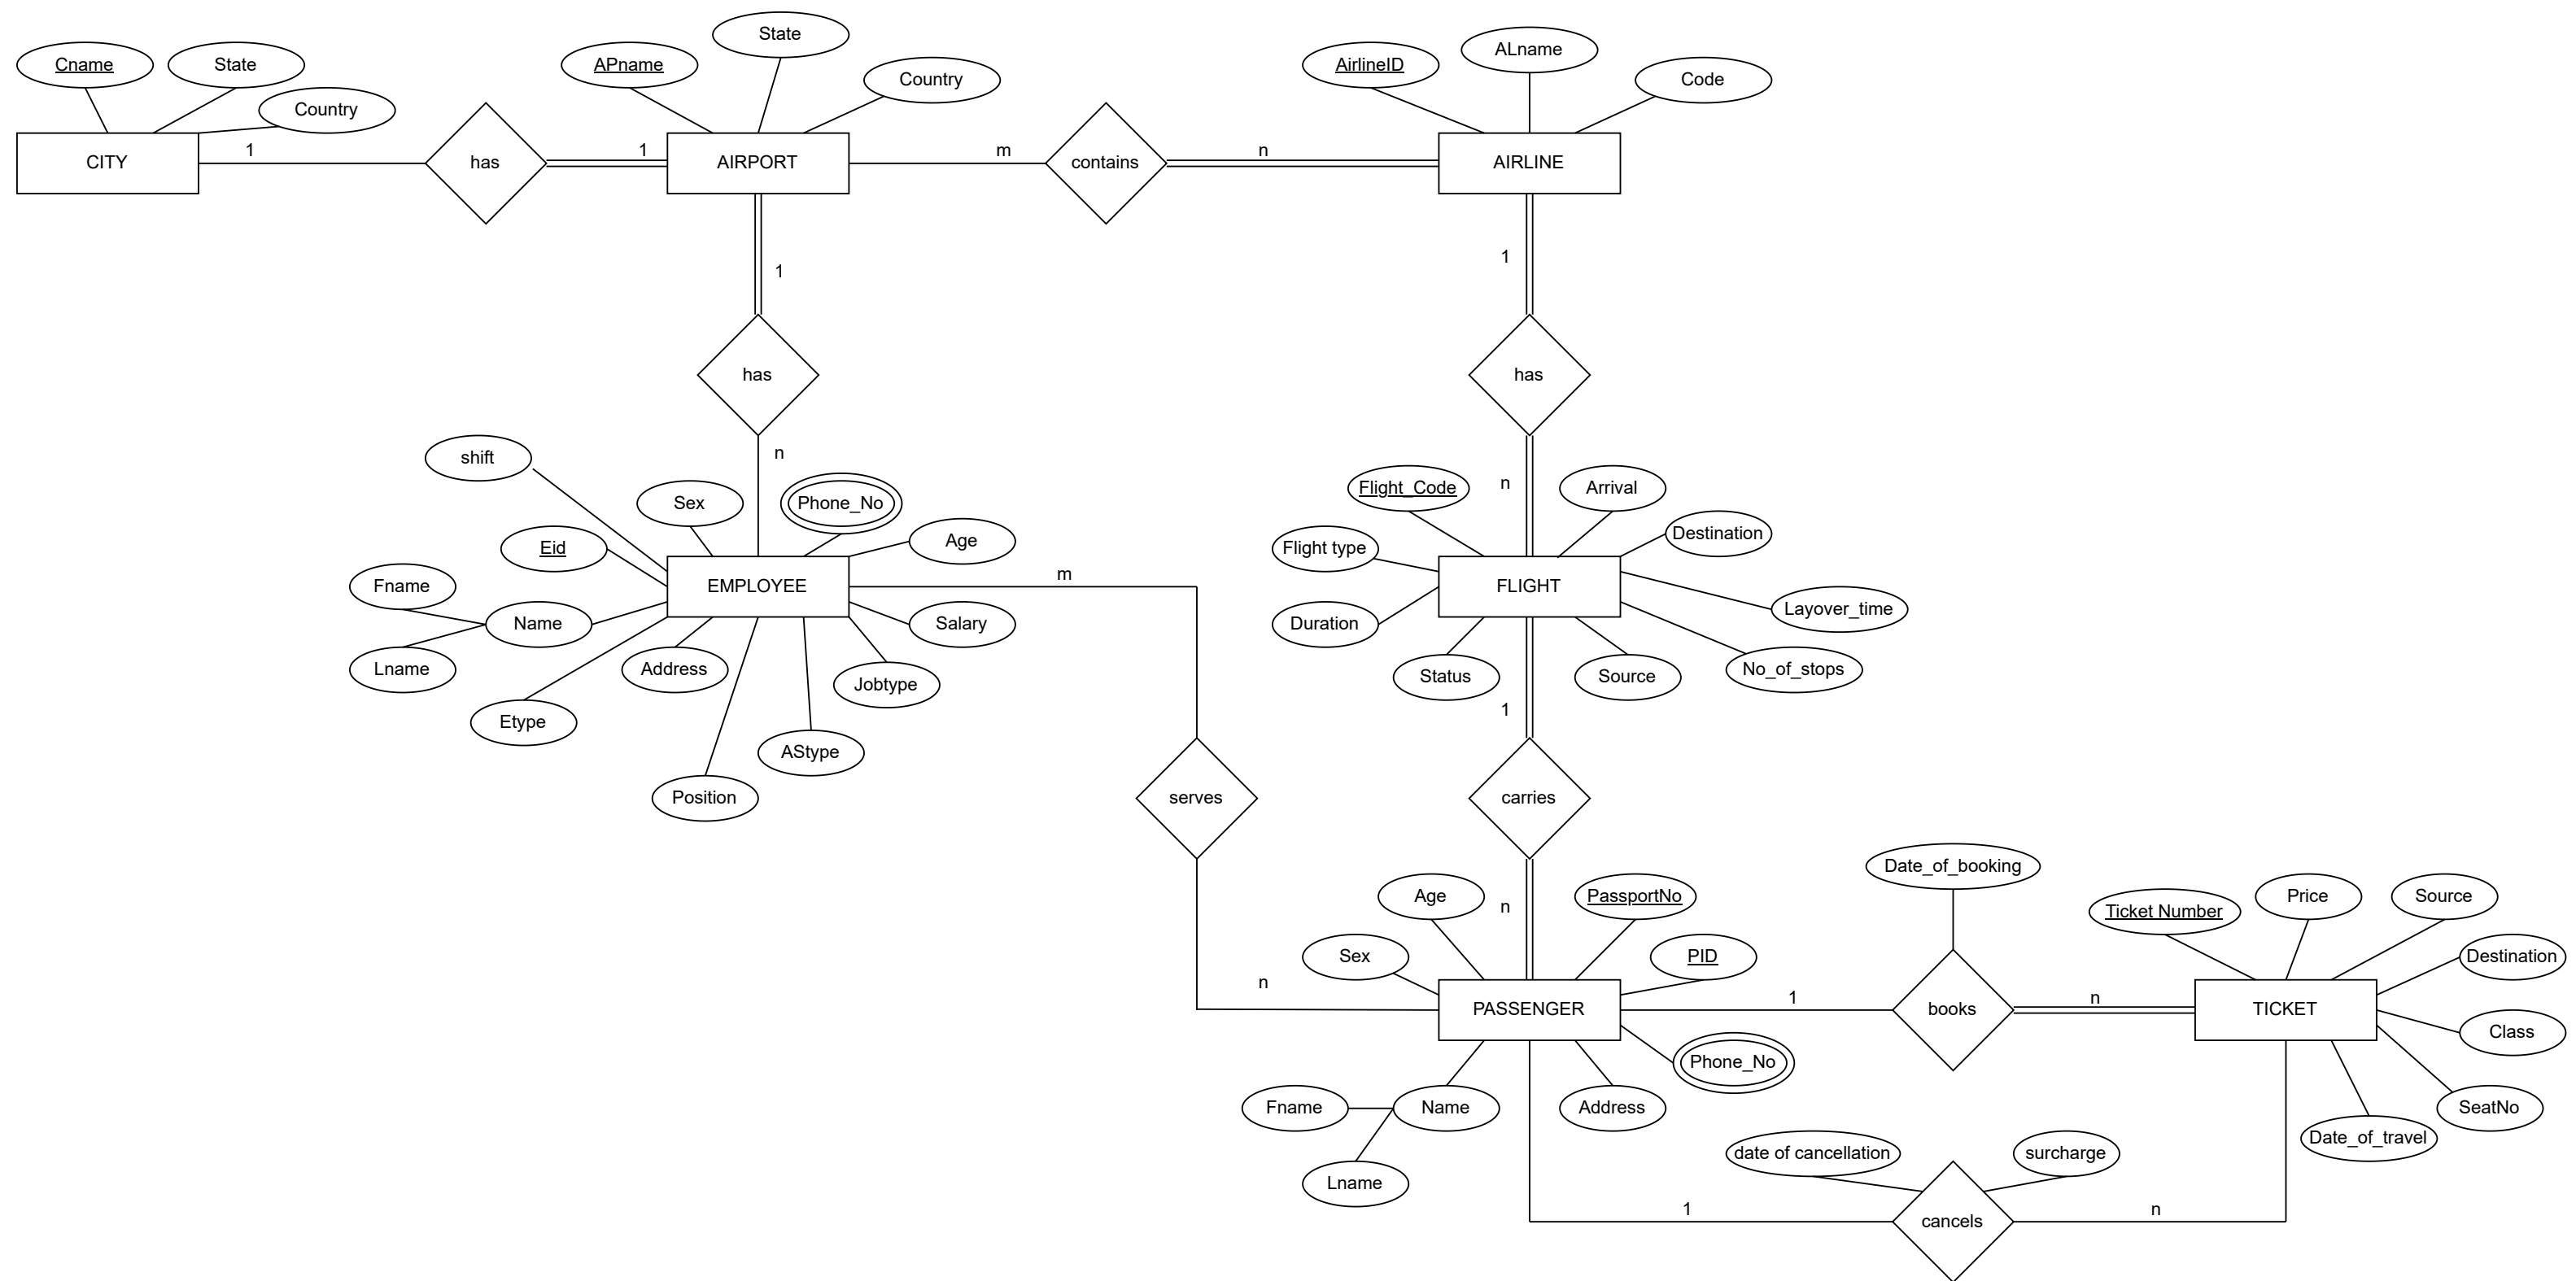 State
ALname
Cname
State
APname
Country
AirlineID
Code
Country
CITY
1
has
1
AIRPORT
m
contains
n
AIRLINE
1
1
has
has
n
shift
Sex
Phone_No
n
Flight_Code
Arrival
Eid
Age
Flight type
Destination
Fname
EMPLOYEE
m
FLIGHT
Name
Salary
Duration
Layover_time
Lname
Address
Jobtype
Status
Source
No_of_stops
Etype
1
AStype
Position
serves
carries
Date_of_booking
Age
n
PassportNo
Ticket Number
Price
Source
Sex
PID
Destination
n
PASSENGER
1
books
n
TICKET
Class
Phone_No
Fname
Name
Address
SeatNo
Date_of_travel
date of cancellation
surcharge
Lname
1
cancels
n